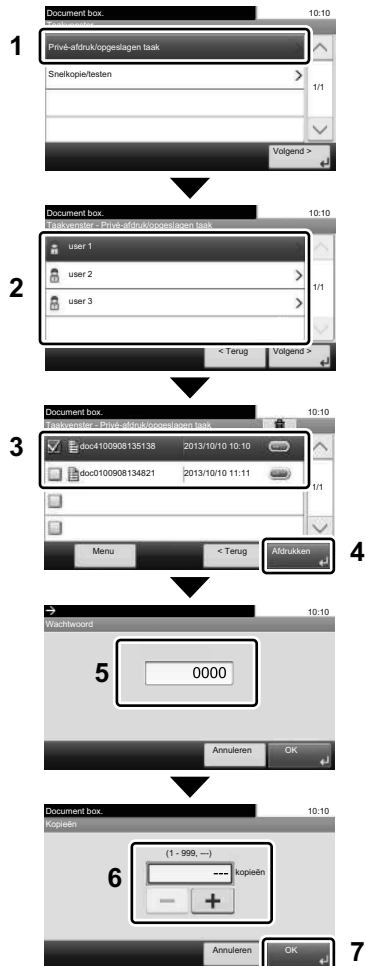 Document box. 10:10
Taakvenster
1
Privé-afdruk/opgeslagen taak
Snelkopie/testen
1/1
Volgend >
Document box. 10:10
Taakvenster - Privé-afdruk/opgeslagen taak
2
user 1
user 2
user 3
1/1
< Terug Volgend >
Document box. 10:10
Taakvenster - Privé-afdruk/opgeslagen taak
3
doc4100908135138 2013/10/10 10:10
doc0100908134821 2013/10/10 11:11
1/1
Menu < Terug Afdrukken 4
10:10
Wachtwoord
5 0000
Annuleren OK
Document box. 10:10
Kopieën
(1 - 999, ---)
6 --- kopieën
Annuleren OK 7